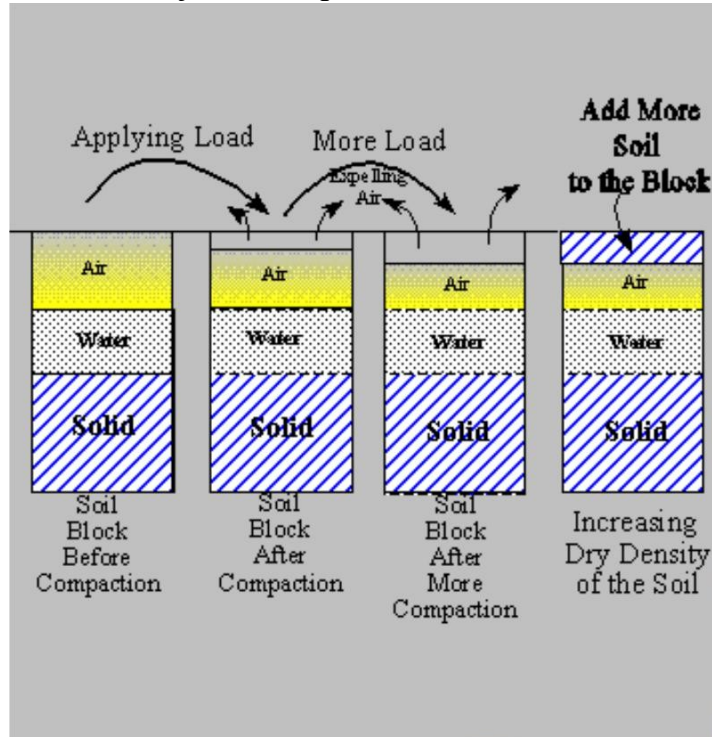 Applying Load
More Load
Expelling
Air
Add More
Soil
to the Block
Air
Air
Air
Air
Water
Water
Water
Water
Solid
Solid
Solid
Solid
Soil
Block
Before
Compaction
Soil
Block
After
Compaction
Soil
Block
After
More
Compaction
Increasing
Dry Density
of the Soil